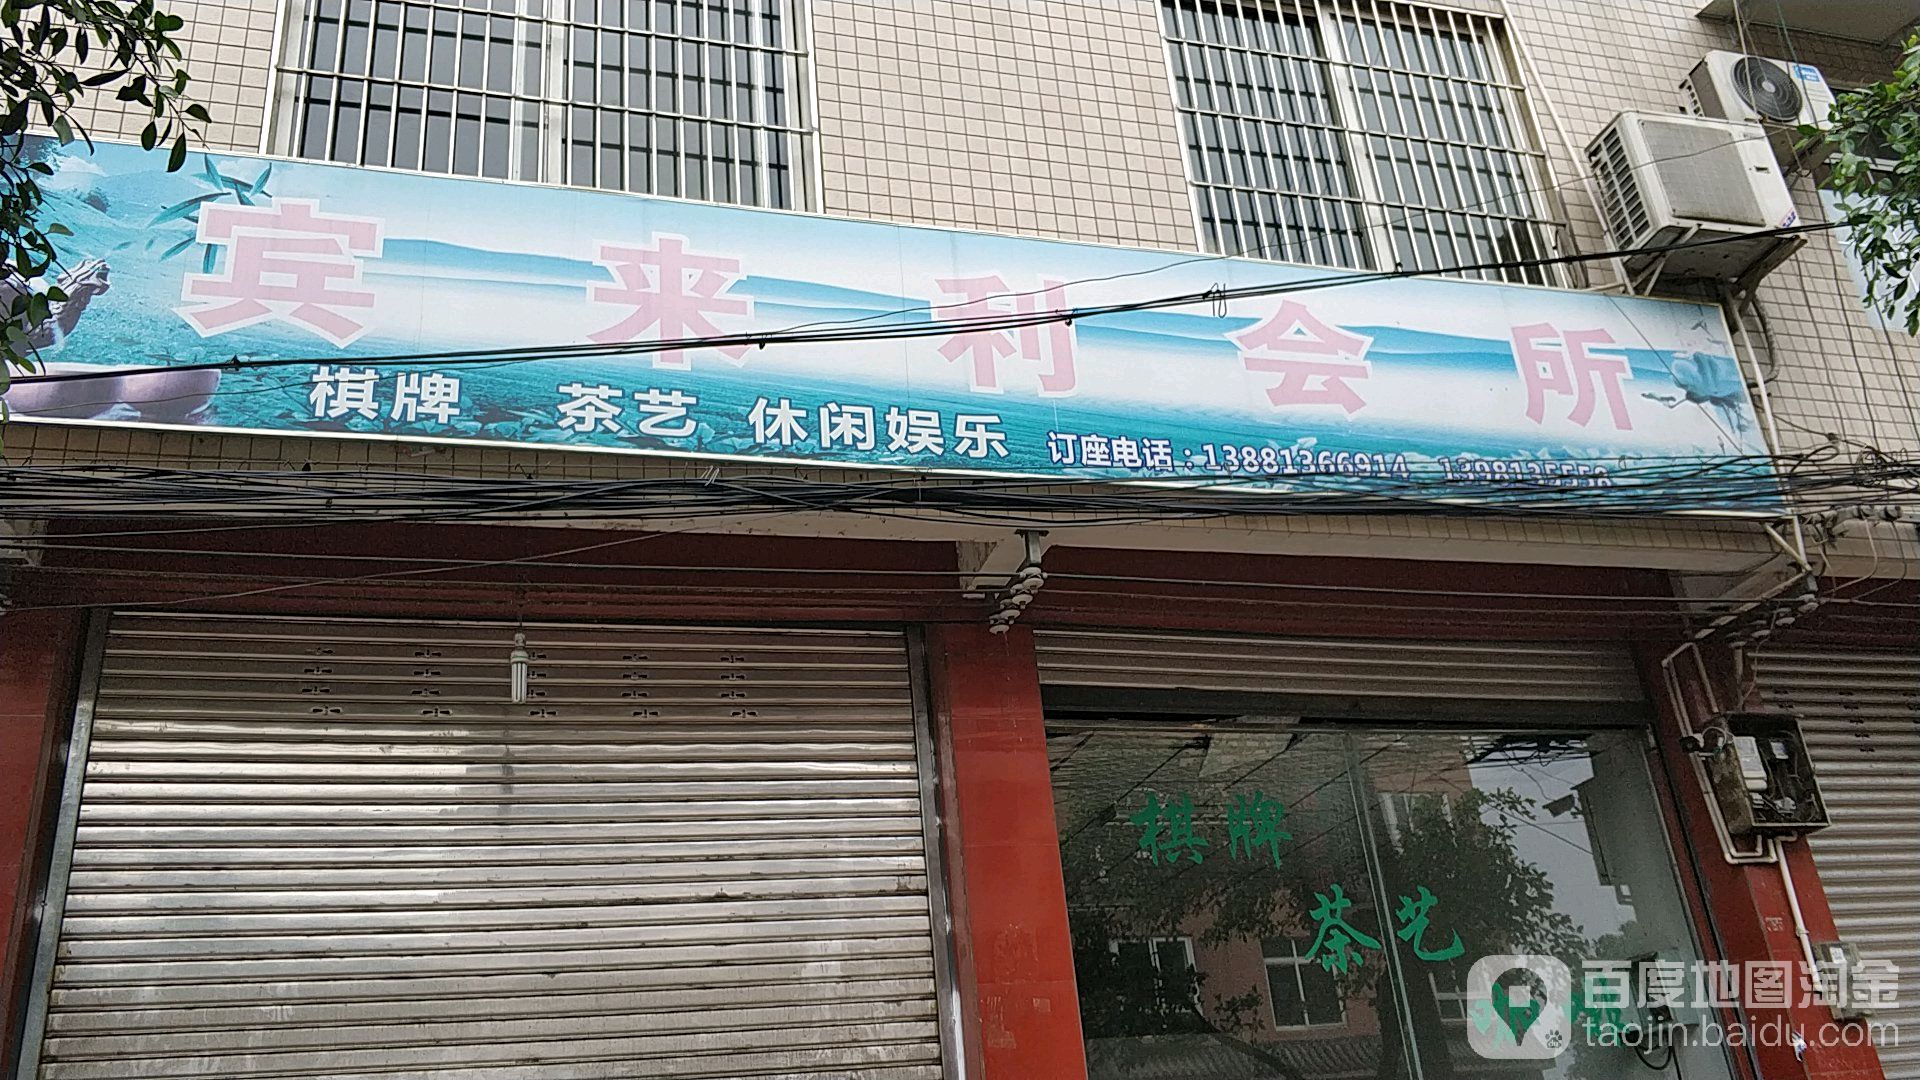 宾来利会所
棋牌 茶艺 休闲娱乐 订座电话：13881366914
棋牌
茶艺
百度地图淘金
taojin.baidu.com